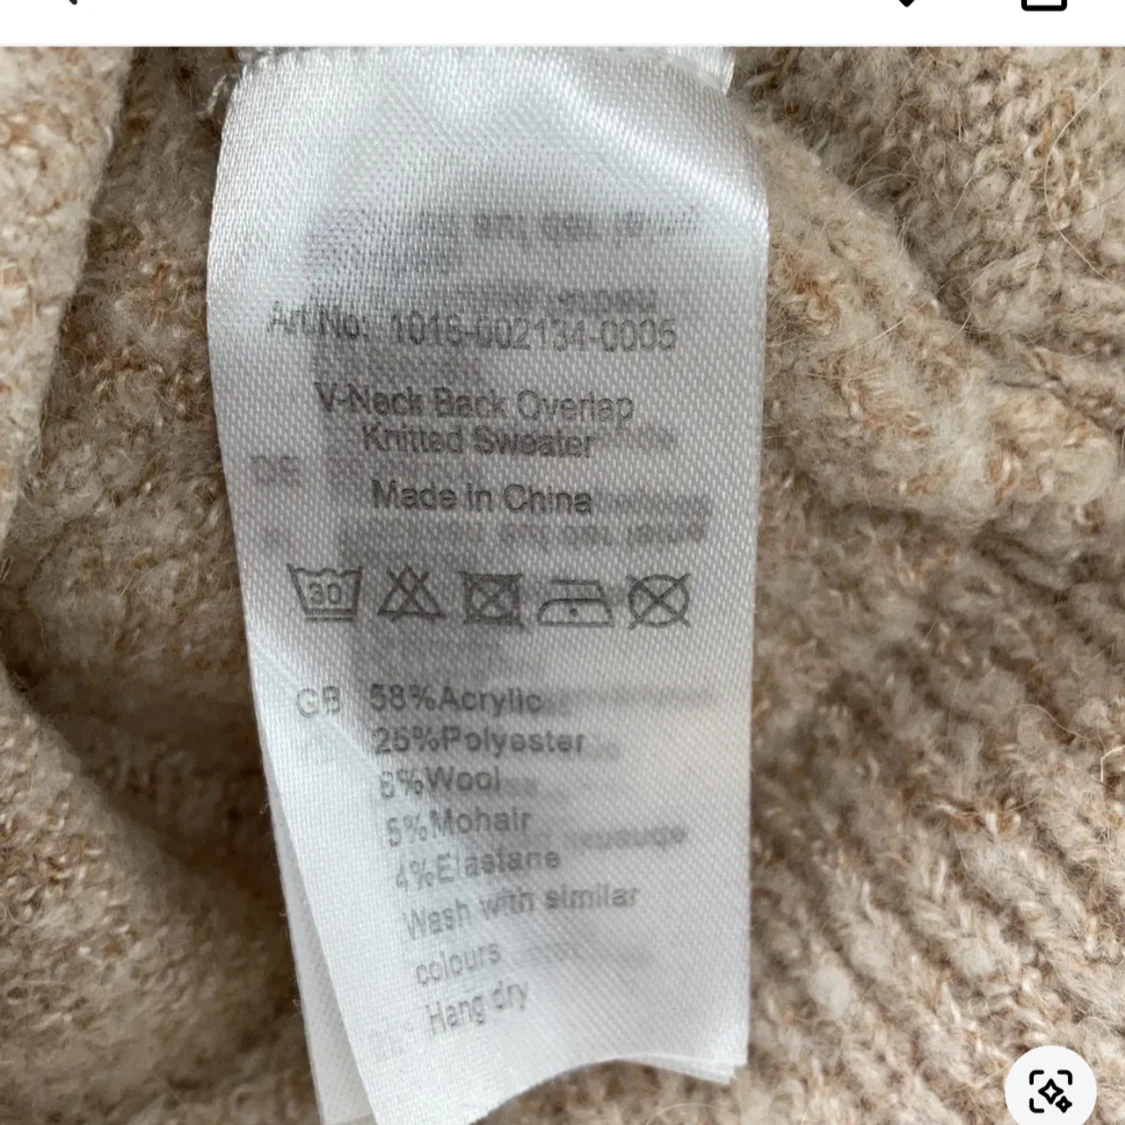 Art.No: 1016-002134-0005
V-Neck Back Overlap
Knitted Sweater
Made in China
30
GB 58%Acrylic
25%Polyester
8%Wool
5%Mohair
4%Elastane
Wash with similar
colours
Hang dry